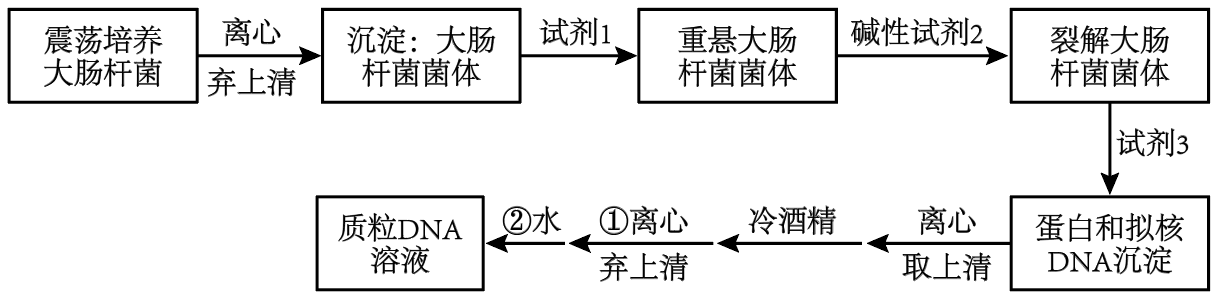 震荡培养
大肠杆菌
离心
弃上清
沉淀：大肠
杆菌菌体
试剂1
重悬大肠
杆菌菌体
碱性试剂2
裂解大肠
杆菌菌体
试剂3
蛋白和拟核
DNA沉淀
离心
取上清
冷酒精
①离心
弃上清
②水
质粒DNA
溶液